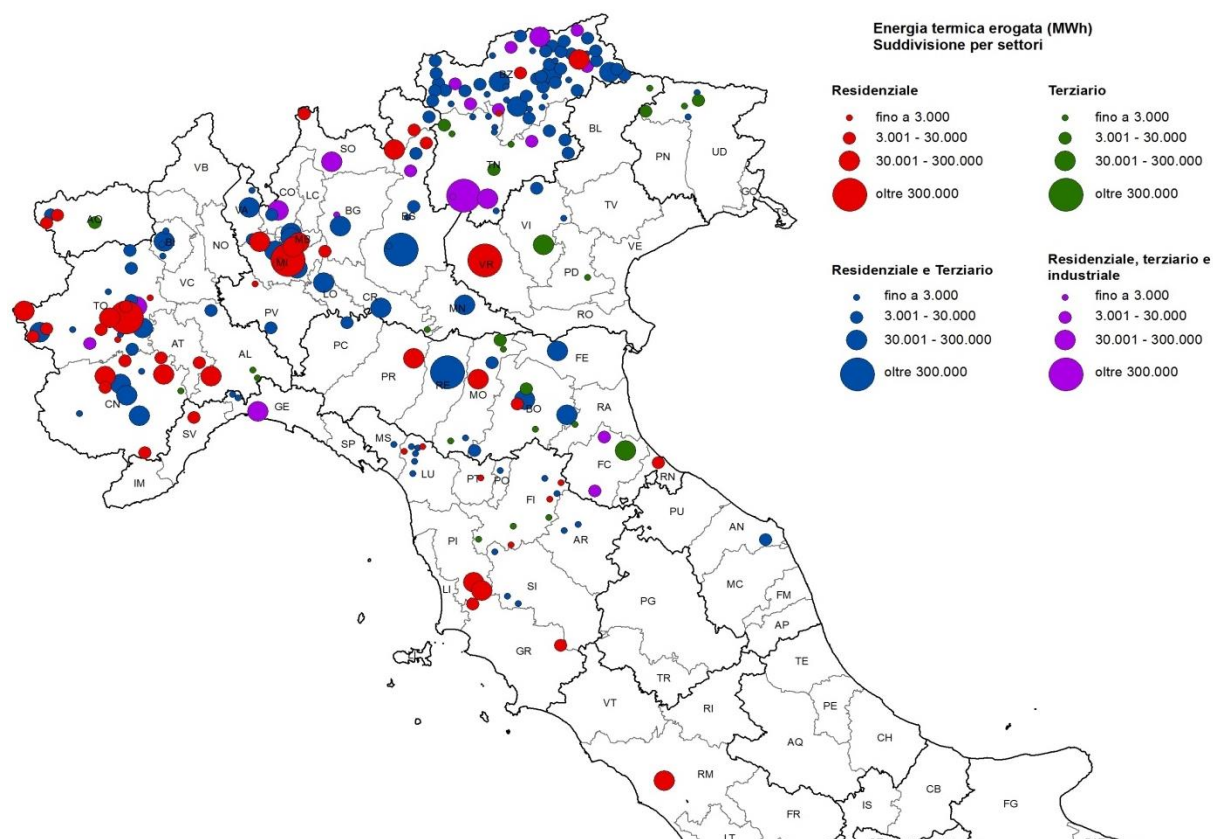 Energia termica erogata (MWh)
Suddivisione per settori
Residenziale
fino a 3.000
3.001 - 30.000
30.001 - 300.000
oltre 300.000
Terziario
fino a 3.000
3.001 - 30.000
30.001 - 300.000
oltre 300.000
Residenziale e Terziario
fino a 3.000
3.001 - 30.000
30.001 - 300.000
oltre 300.000
Residenziale, terziario e
industriale
fino a 3.000
3.001 - 30.000
30.001 - 300.000
oltre 300.000
BZ
SO
BL
VB
TN
PN
UD
CO
LC
GO
TS
AO
VA
BG
BS
TV
BI
NO
MB
VI
VE
MI
VR
PD
VC
LO
CR
MN
RO
TO
PV
PC
AT
AL
FE
PR
RE
MO
CN
GE
BO
RA
SV
SP
MS
FC
IM
LU
PT
PO
RN
FI
PU
AN
PI
AR
LI
SI
MC
PG
FM
AP
GR
TE
TR
VT
RI
PE
AQ
CH
RM
CB
IS
FG
FR
LT